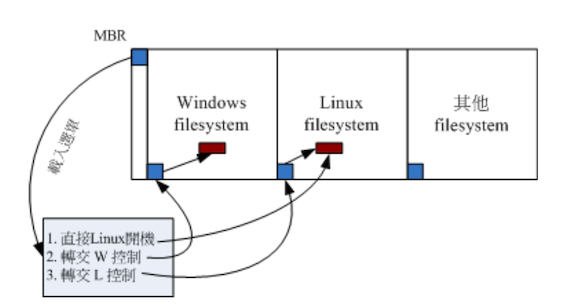 MBR
Windows
filesystem
Linux
filesystem
其他
filesystem
載入選單
1. 直接Linux開機
2. 轉交 W 控制
3. 轉交 L 控制